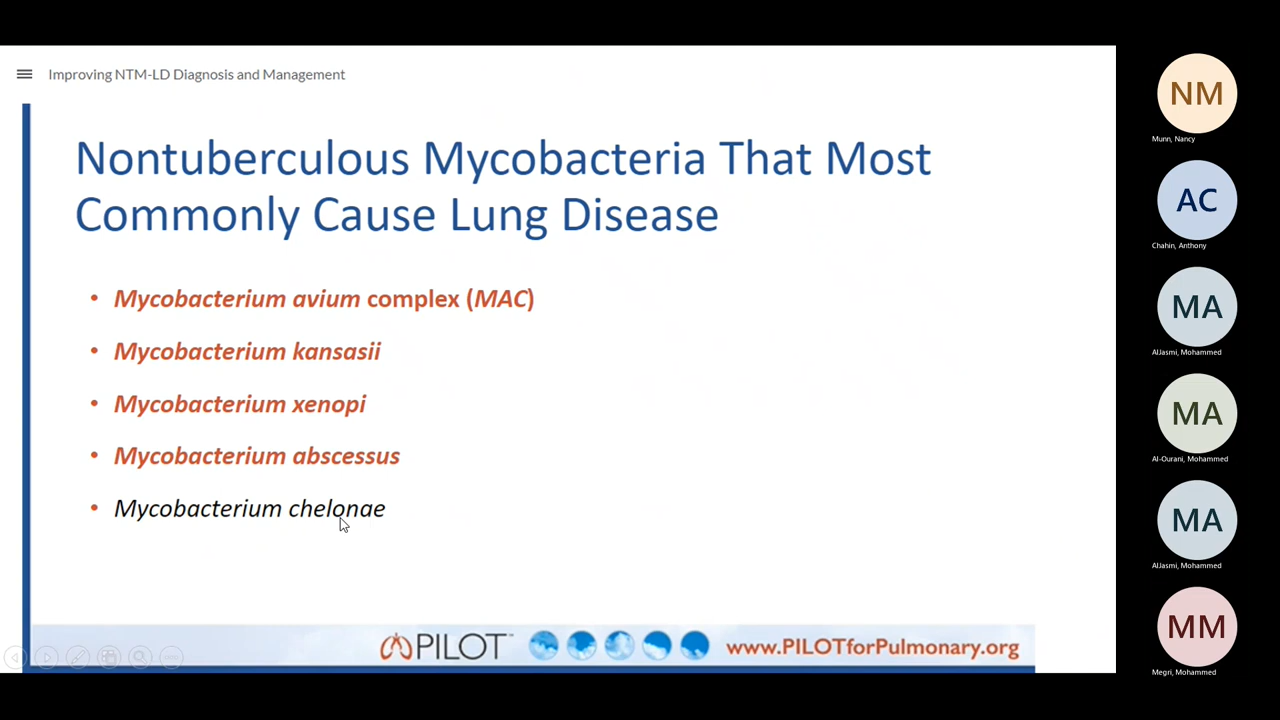 Improving NTM-LD Diagnosis and Management
Nontuberculous Mycobacteria That Most
Commonly Cause Lung Disease
• Mycobacterium avium complex (MAC)
• Mycobacterium kansasii
• Mycobacterium xenopi
• Mycobacterium abscessus
• Mycobacterium chelonae
PILOT™
www.PILOTforPulmonary.org
NM
Munn, Nancy
AC
Chahin, Anthony
MA
AlJasmi, Mohammed
MA
Al-Ourani, Mohammed
MA
AlJasmi, Mohammed
MM
Megri, Mohammed